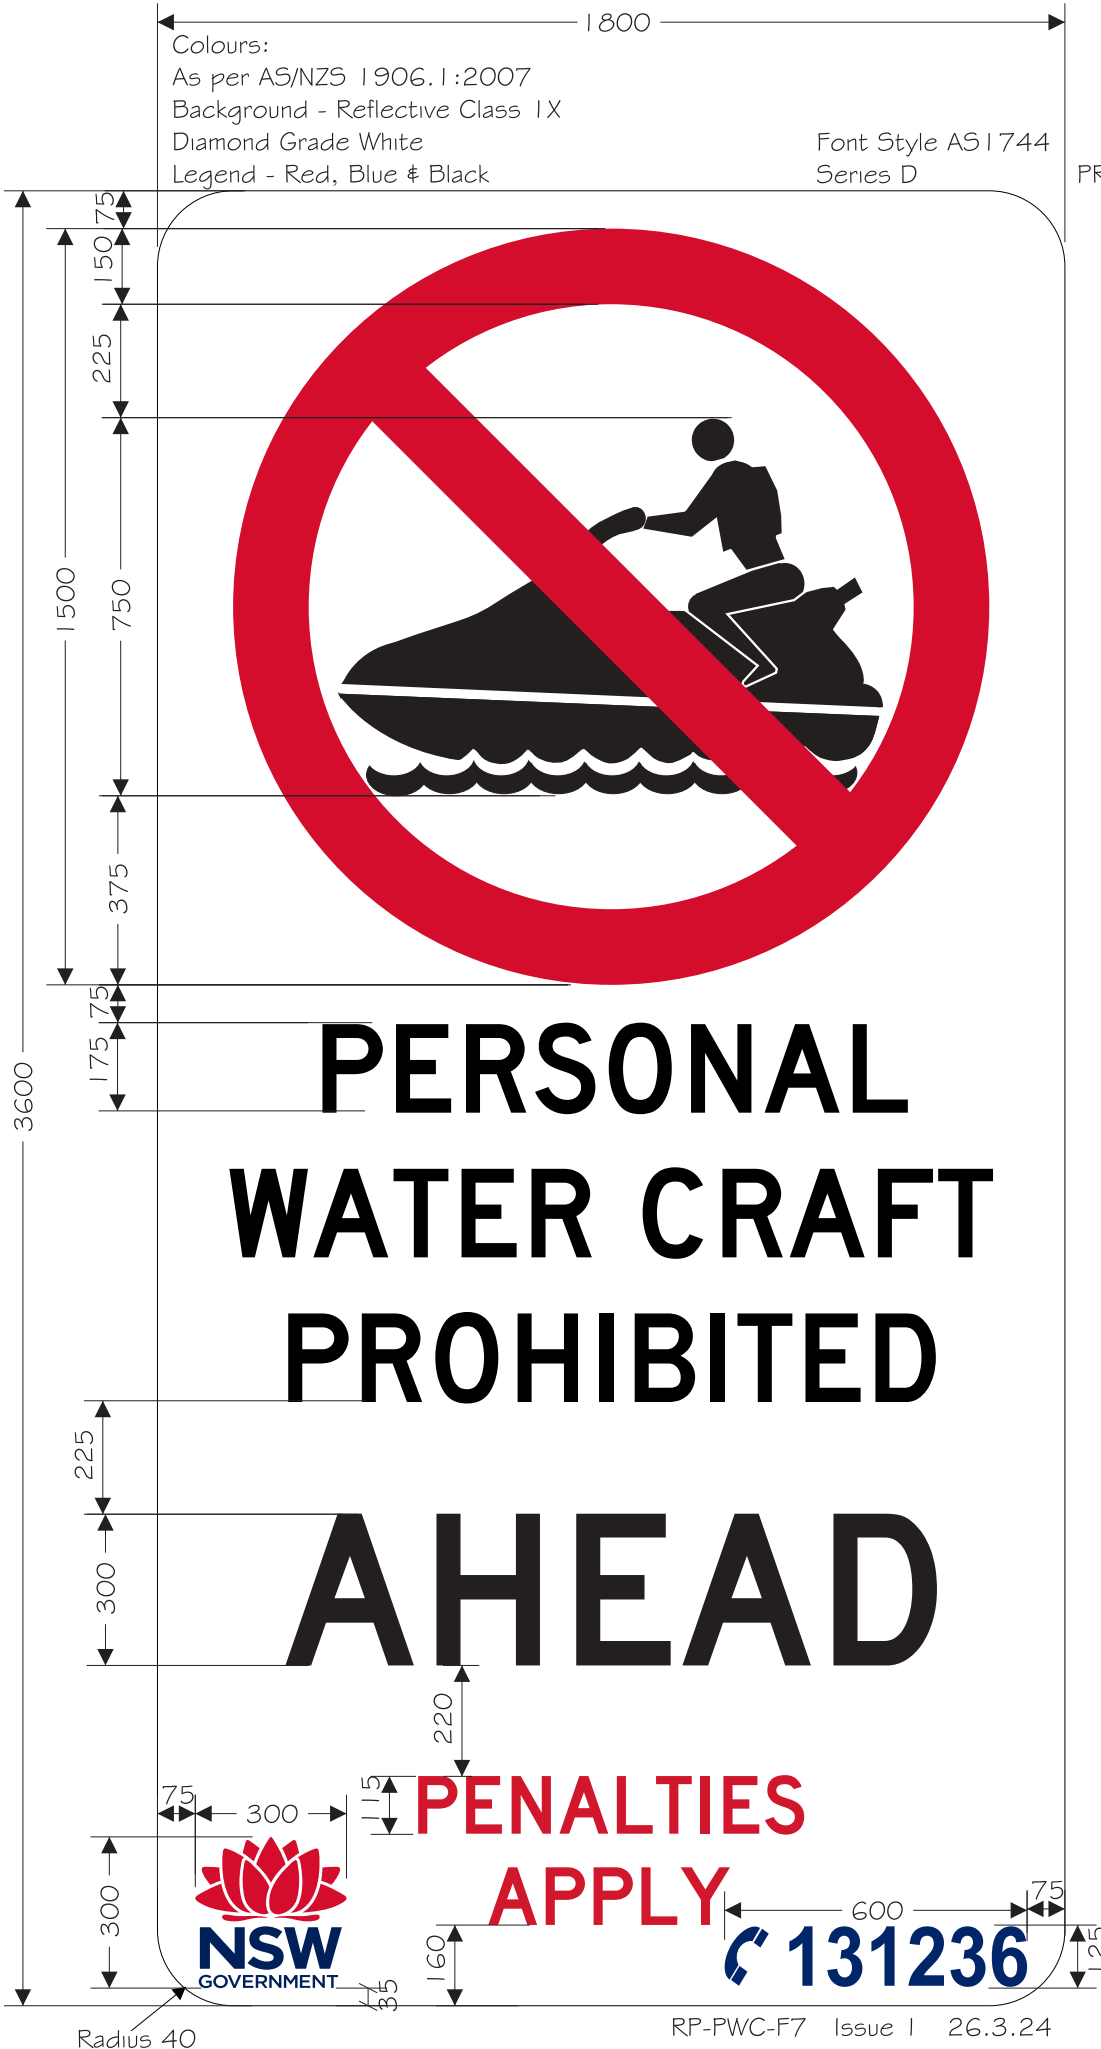 1800
Colours:
As per AS/NZS 1906.1:2007
Background - Reflective Class 1X
Diamond Grade White
Legend - Red, Blue & Black
Font Style AS1744
Series D
PR
75
150
225
1500
750
375
75
175
3600
PERSONAL
WATER CRAFT
PROHIBITED
225
AHEAD
300
220
75
300
115
PENALTIES
APPLY
300
NSW
GOVERNMENT
35
160
600
75
131236
125
Radius 40
RP-PWC-F7 Issue 1 26.3.24